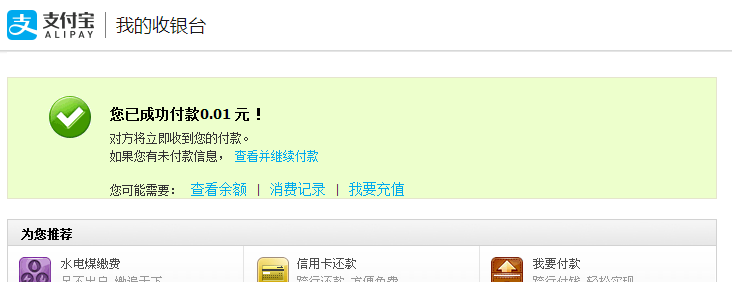 支付宝
ALIPAY
我的收银台
您已成功付款0.01 元！
对方将立即收到您的付款。
如果您有未付款信息， 查看并继续付款
您可能需要： 查看余额 | 消费记录 | 我要充值
为您推荐
水电煤缴费 信用卡还款 我要付款